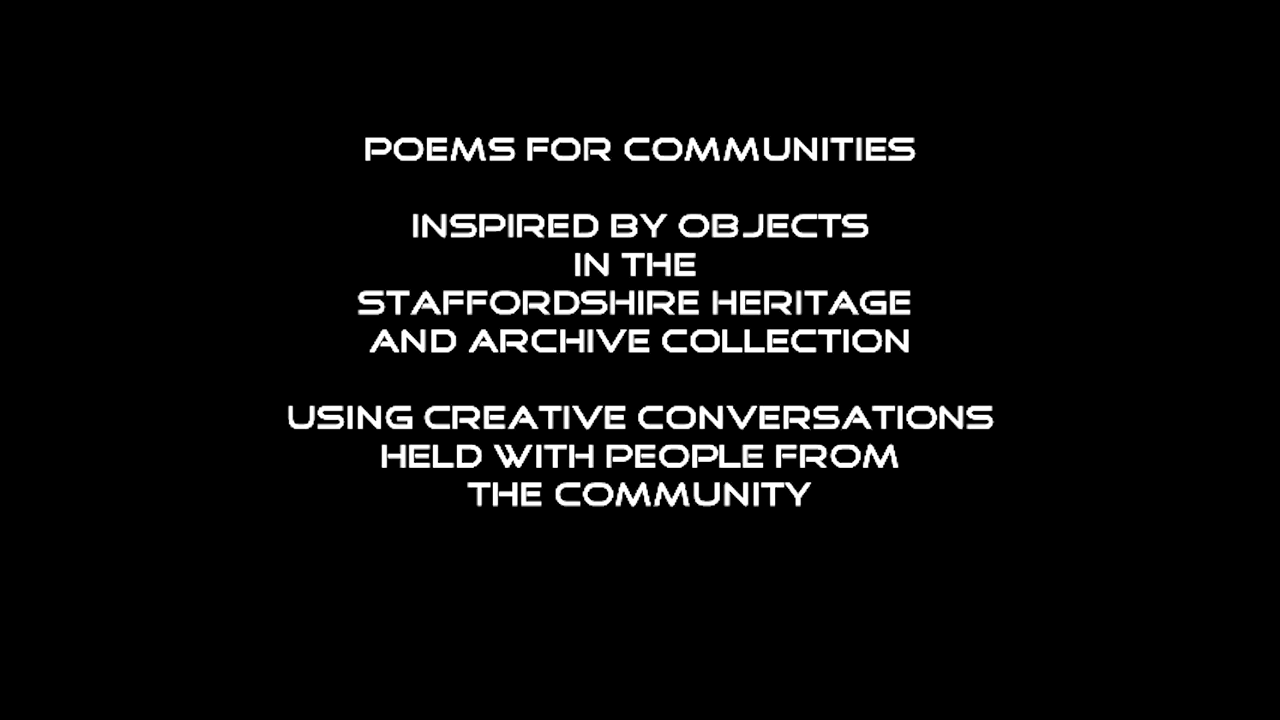 POEMS FOR COMMUNITIES
INSPIRED BY OBJECTS
IN THE
STAFFORDSHIRE HERITAGE
AND ARCHIVE COLLECTION
USING CREATIVE CONVERSATIONS
HELD WITH PEOPLE FROM
THE COMMUNITY